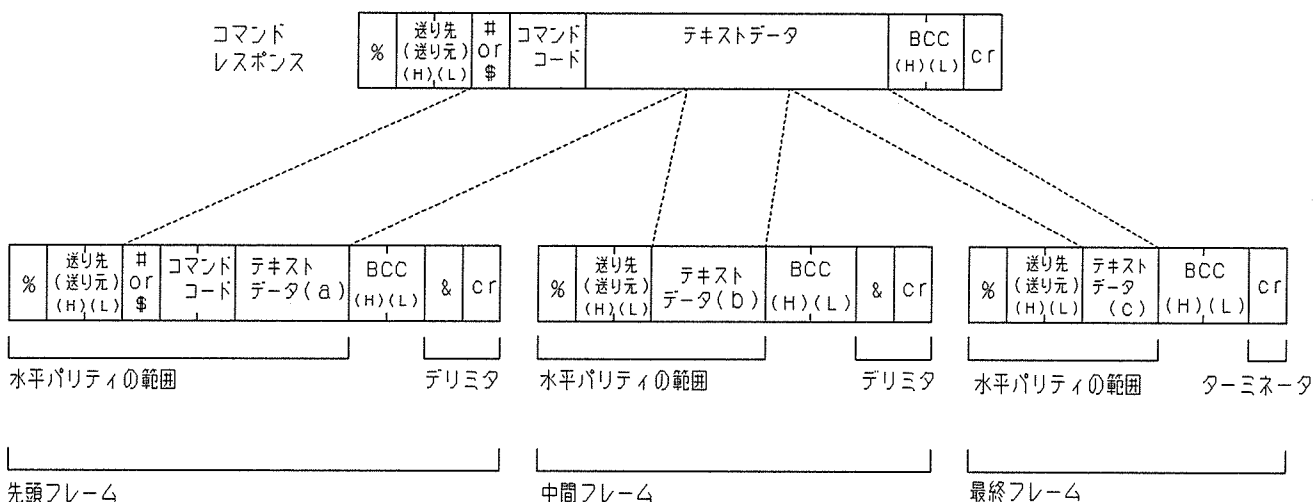 コマンド
レスポンス
%
送り先
(送り元)
(H)(L)
#
or
$
コマンド
コード
テキストデータ
BCC
(H)(L)
cr
%
送り先
(送り元)
(H)(L)
#
or
$
コマンド
コード
テキスト
データ(a)
BCC
(H)(L)
&
cr
%
送り先
(送り元)
(H)(L)
テキスト
データ(b)
BCC
(H)(L)
&
cr
%
送り先
(送り元)
(H)(L)
テキスト
データ
(c)
BCC
(H)(L)
cr
水平パリティの範囲
デリミタ
水平パリティの範囲
デリミタ
水平パリティの範囲
ターミネータ
先頭フレーム
中間フレーム
最終フレーム